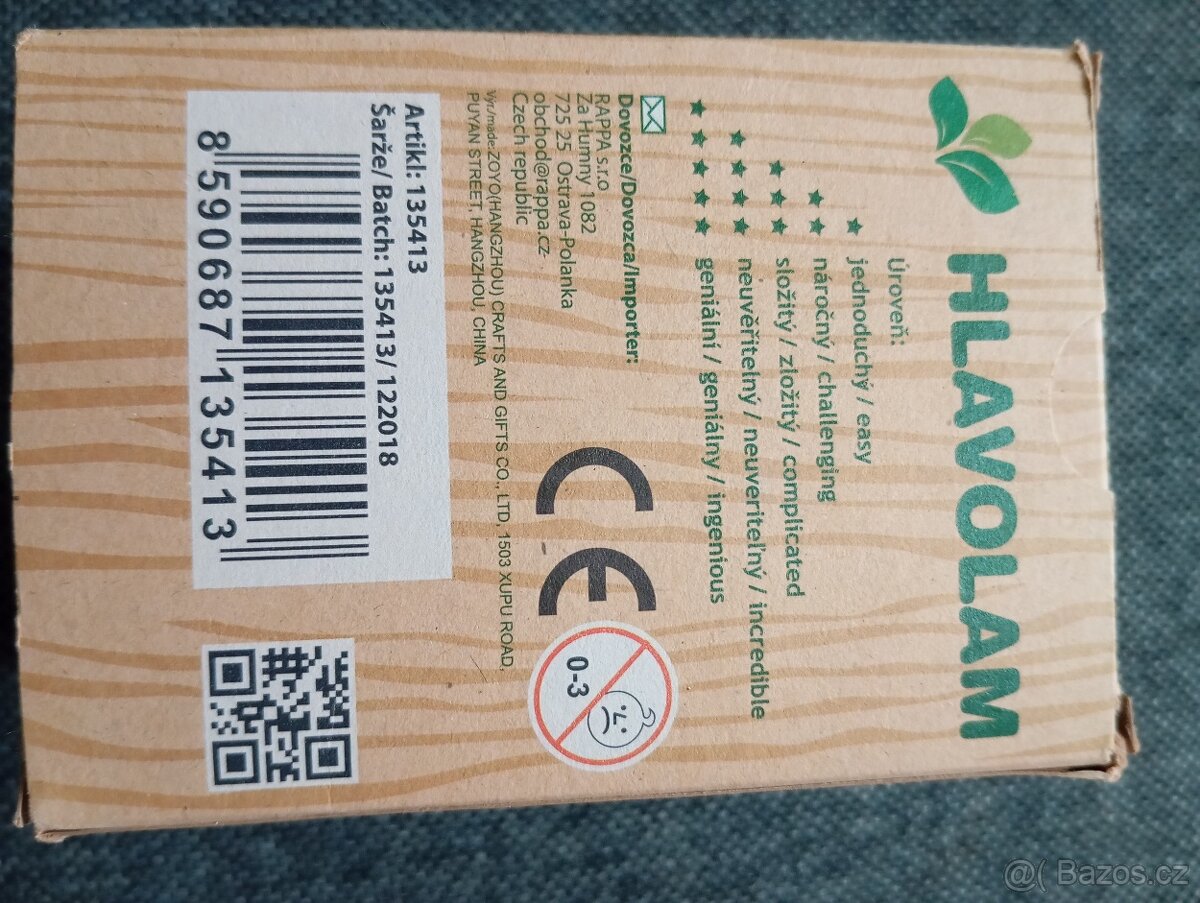 HLAVOLAM
Úroveň:
★ jednoduchý / easy
★★ náročný / challenging
★★★ složitý / zložitý / complicated
★★★★ neuvěřitelný / neuveriteľný / incredible
★★★★★ geniální / geniálny / ingenious
Dovozce/Dovozca/Importer:
RAPPA s.r.o
Za Humny 1082
725 25 Ostrava-Polanka
obchod@rappa.cz
Czech republic
Vyr./made:ZOYO(HANGZHOU) CRAFTS AND GIFTS CO., LTD, 1503 XUPU ROAD,
PUYAN STREET, HANGZHOU, CHINA
CE
0-3
Artikl: 135413
Šarže/ Batch: 135413/ 122018
8 590687 135413
@( Bazos.cz